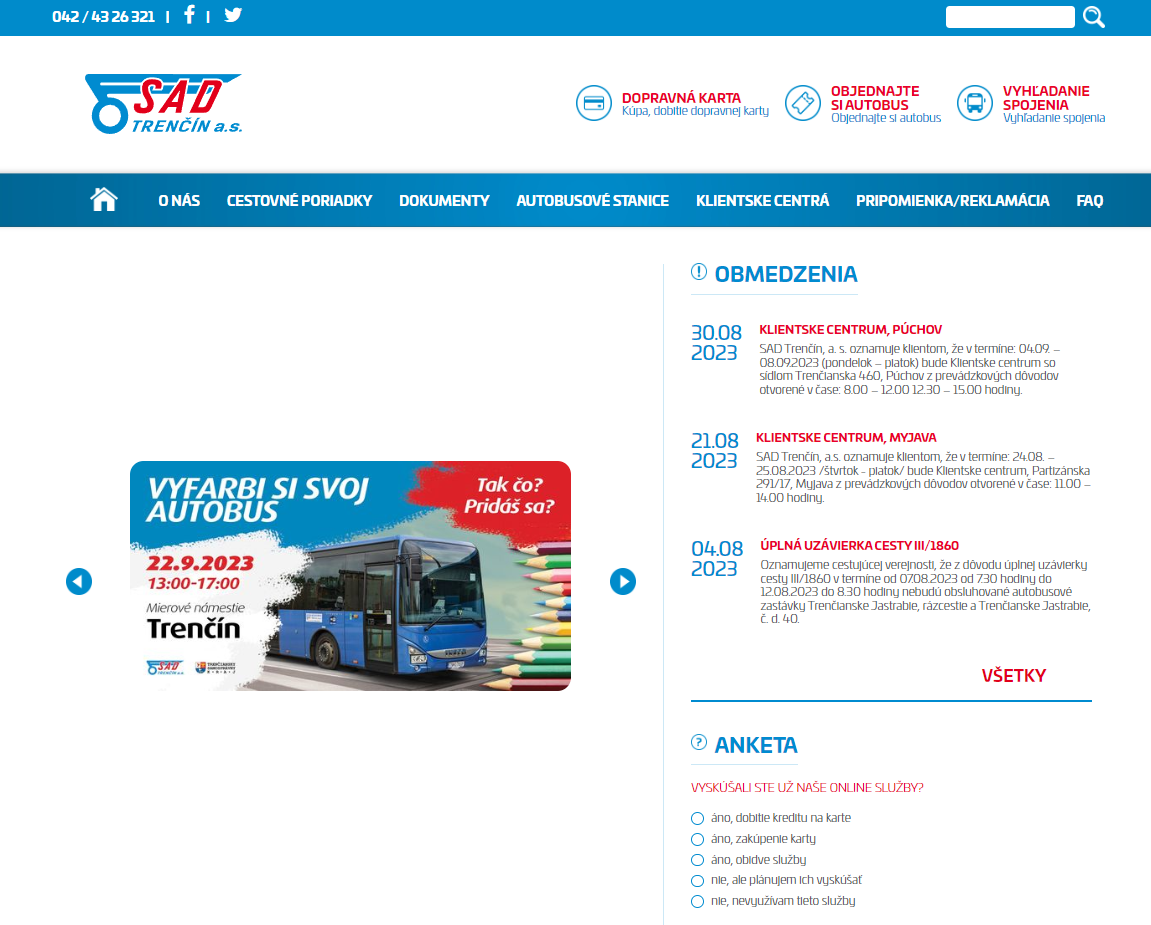 042 / 43 26 321 | |
SAD
TRENČÍN a.s.
DOPRAVNÁ KARTA
Kúpa, dobitie dopravnej karty
OBJEDNAJTE
SI AUTOBUS
Objednajte si autobus
VYHĽADANIE
SPOJENIA
Vyhľadanie spojenia
O NÁS
CESTOVNÉ PORIADKY
DOKUMENTY
AUTOBUSOVÉ STANICE
KLIENTSKE CENTRÁ
PRIPOMIENKA/REKLAMÁCIA
FAQ
VYFARBI SI SVOJ
AUTOBUS
Tak čo?
Pridáš sa?
22.9.2023
13:00-17:00
Mierové námestie
Trenčín
SAD
TRENČÍN a.s.
OBMEDZENIA
30.08
2023
KLIENTSKE CENTRUM, PÚCHOV
SAD Trenčín, a. s. oznamuje klientom, že v termíne: 04.09. –
08.09.2023 (pondelok – piatok) bude Klientske centrum so
sídlom Trenčianska 460, Púchov z prevádzkových dôvodov
otvorené v čase: 8.00 – 12.00 12.30 – 15.00 hodiny.
21.08
2023
KLIENTSKE CENTRUM, MYJAVA
SAD Trenčín, a.s. oznamuje klientom, že v termíne: 24.08. –
25.08.2023 /štvrtok - piatok/ bude Klientske centrum, Partizánska
291/17, Myjava z prevádzkových dôvodov otvorené v čase: 11.00 –
14.00 hodiny.
04.08
2023
ÚPLNÁ UZÁVIERKA CESTY III/1860
Oznamujeme cestujúcej verejnosti, že z dôvodu úplnej uzávierky
cesty III/1860 v termíne od 07.08.2023 od 7.30 hodiny do
12.08.2023 do 8.30 hodiny nebudú obsluhované autobusové
zastávky Trenčianske Jastrabie, rázcestie a Trenčianske Jastrabie,
č. d. 40.
VŠETKY
ANKETA
VYSKÚŠALI STE UŽ NAŠE ONLINE SLUŽBY?
áno, dobitie kreditu na karte
áno, zakúpenie karty
áno, obidve služby
nie, ale plánujem ich vyskúšať
nie, nevyužívam tieto služby